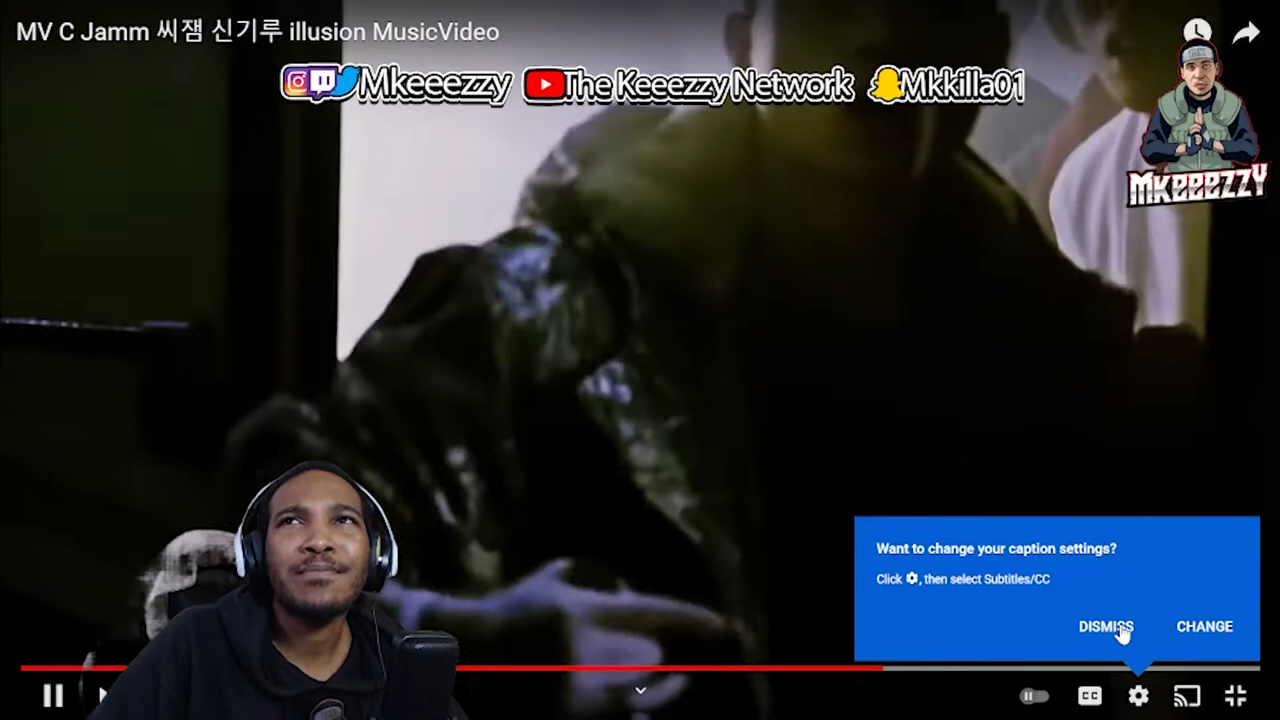 MV C Jamm 씨잼 신기루 illusion MusicVideo
Mkeeezzy The Keeezzy Network Mkkilla01
MKEEEZZY
Want to change your caption settings?
Click , then select Subtitles/CC
DISMISS CHANGE
CC